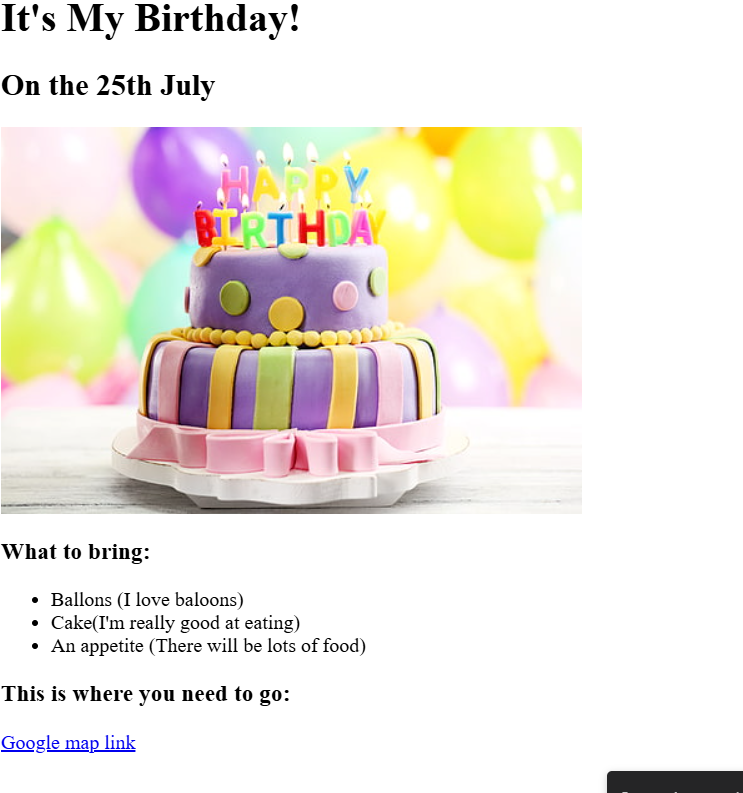 It's My Birthday!
On the 25th July
HAPPY
BIRTHDAY
What to bring:
Ballons (I love baloons)
Cake(I'm really good at eating)
An appetite (There will be lots of food)
This is where you need to go:
Google map link